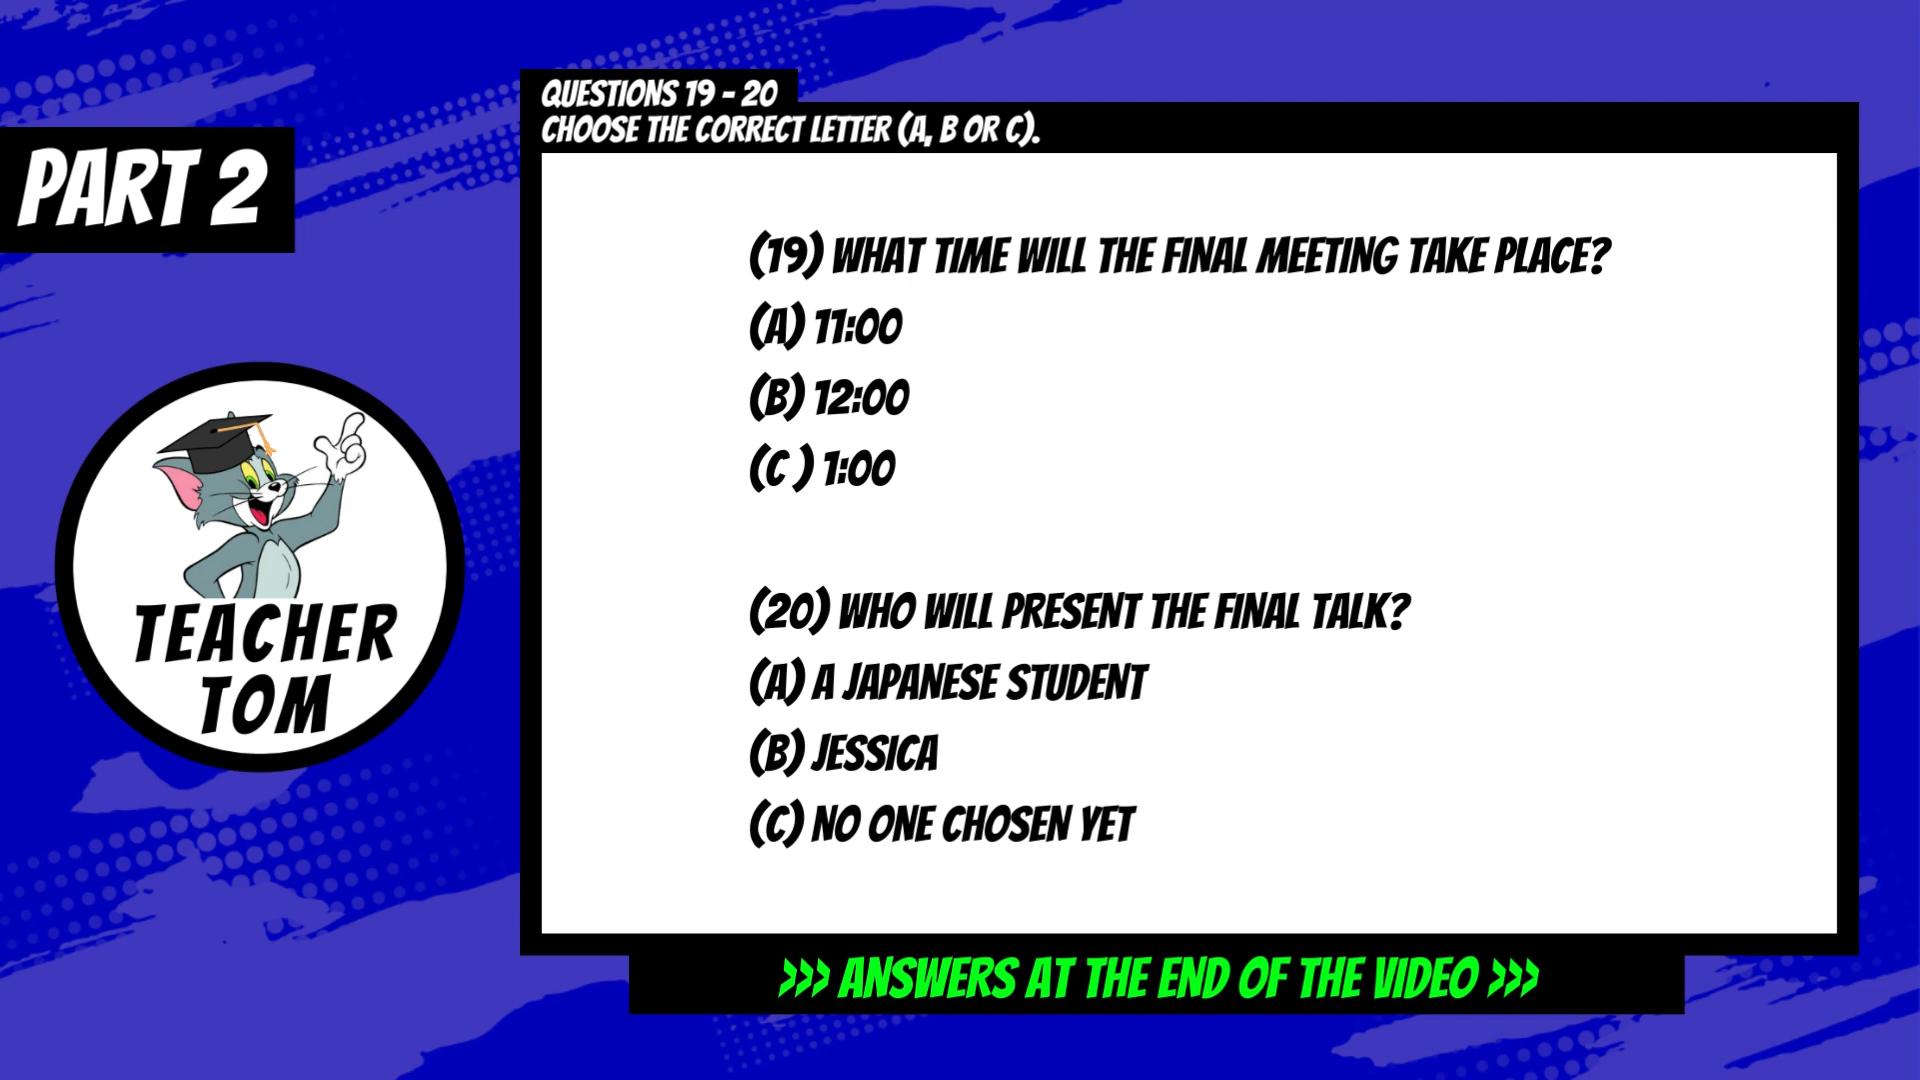 QUESTIONS 19 - 20
CHOOSE THE CORRECT LETTER (A, B OR C).
PART 2
(19) WHAT TIME WILL THE FINAL MEETING TAKE PLACE?
(A) 11:00
(B) 12:00
(C ) 1:00
(20) WHO WILL PRESENT THE FINAL TALK?
(A) A JAPANESE STUDENT
(B) JESSICA
(C) NO ONE CHOSEN YET
TEACHER
TOM
>>> ANSWERS AT THE END OF THE VIDEO >>>